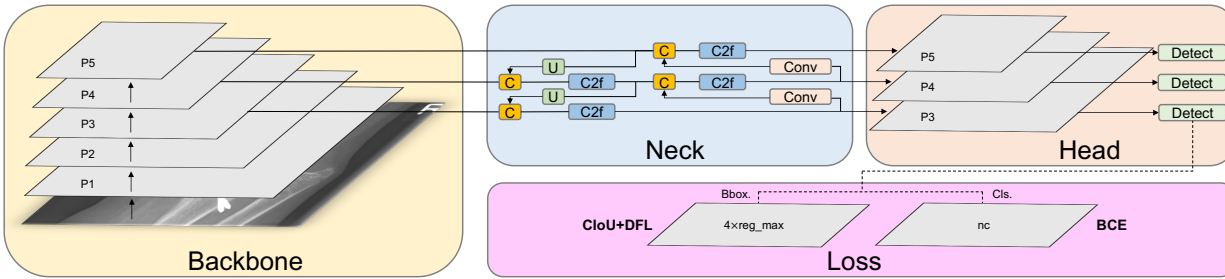 P5
P4
P3
P2
P1
Backbone
C
C2f
U
Conv
C
C2f
C
C2f
U
Conv
C
C2f
Neck
P5
P4
P3
Detect
Detect
Detect
Head
Bbox.
Cls.
CIoU+DFL
4×reg_max
nc
BCE
Loss